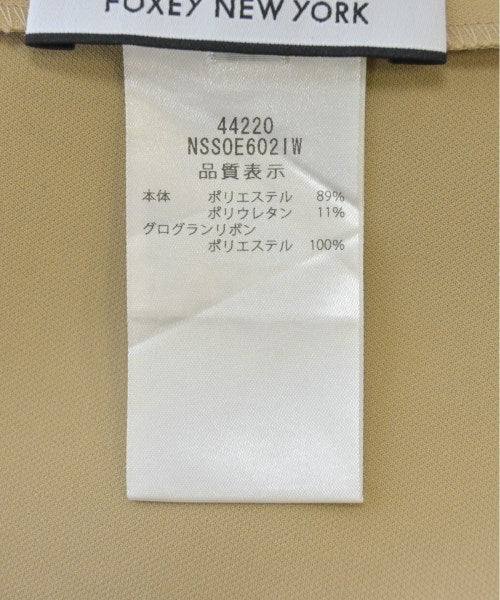 FOXEY NEW YORK
44220
NSSOE602IW
品質表示
本体 ポリエステル 89%
ポリウレタン 11%
グログランリボン
ポリエステル 100%